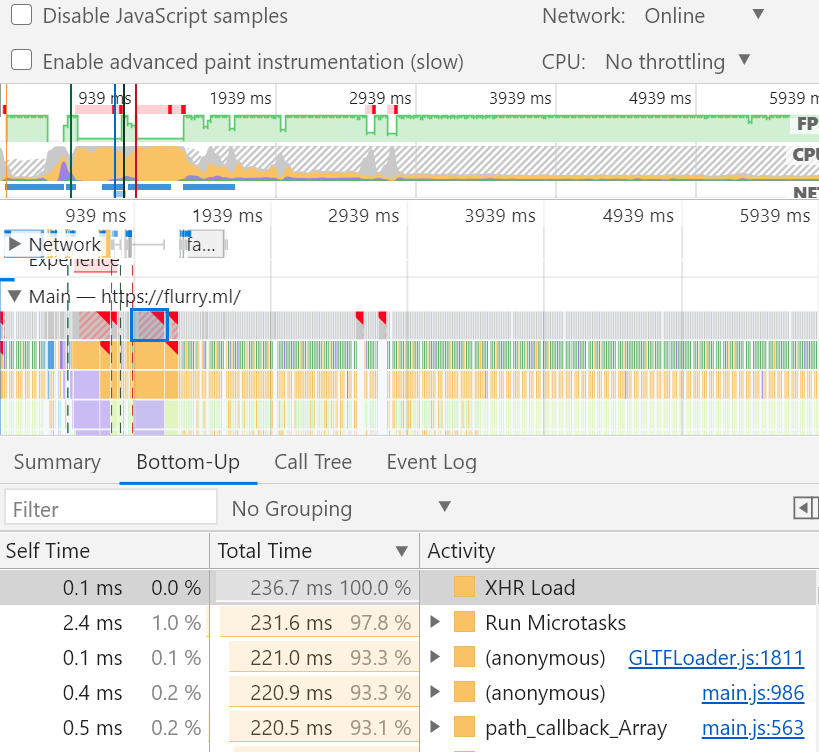 Disable JavaScript samples Network: Online
Enable advanced paint instrumentation (slow) CPU: No throttling
939 ms 1939 ms 2939 ms 3939 ms 4939 ms 5939 m
FP
CPU
NET
939 ms 1939 ms 2939 ms 3939 ms 4939 ms 5939 ms
Network fa...
Experience
Main — https://flurry.ml/
Summary Bottom-Up Call Tree Event Log
Filter No Grouping
Self Time Total Time Activity
0.1 ms 0.0 % 236.7 ms 100.0 % XHR Load
2.4 ms 1.0 % 231.6 ms 97.8 % Run Microtasks
0.1 ms 0.1 % 221.0 ms 93.3 % (anonymous) GLTFLoader.js:1811
0.4 ms 0.2 % 220.9 ms 93.3 % (anonymous) main.js:986
0.5 ms 0.2 % 220.5 ms 93.1 % path_callback_Array main.js:563